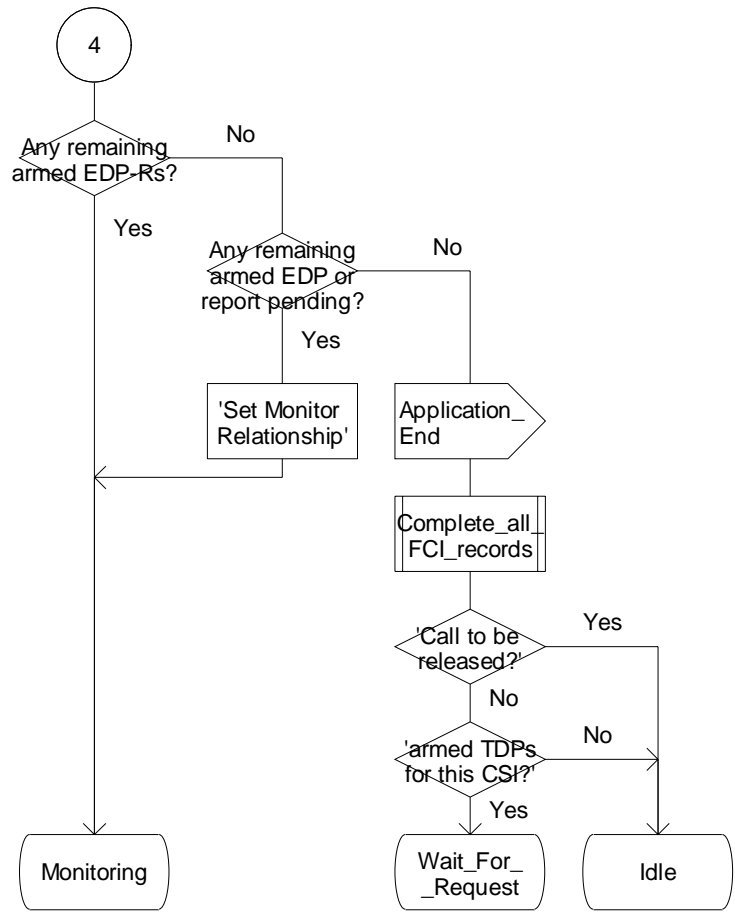 4
Any remaining
armed EDP-Rs?
No
Yes
Any remaining
armed EDP or
report pending?
No
Yes
'Set Monitor
Relationship'
Application_
End
Complete_all_
FCI_records
'Call to be
released?'
Yes
No
'armed TDPs
for this CSI?'
No
Yes
Monitoring
Wait_For_
_Request
Idle